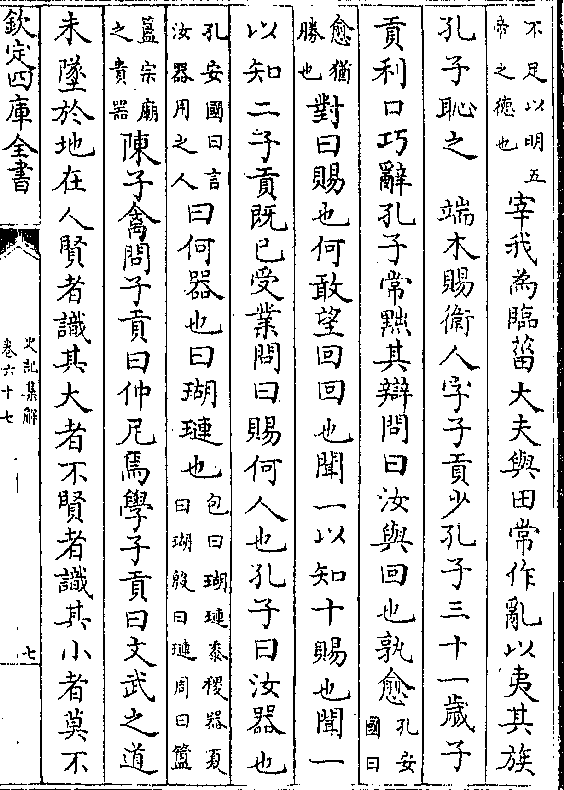 不足以明五
帝之德也
宰我為臨菑大夫與田常作亂以夷其族
孔子恥之　端木賜衛人字子貢少孔子三十一歲子
貢利口巧辭孔子常黜其辯問曰汝與回也孰愈
孔安
國曰
愈猶
勝也
對曰賜也何敢望回回也聞一以知十賜也聞一
以知二子貢既已受業問曰賜何人也孔子曰汝器也
孔安國曰言
汝器用之人
曰何器也曰瑚璉也
包曰瑚璉黍稷器夏
曰瑚殷曰璉周曰簠
簋宗廟
之貴器
陳子禽問子貢曰仲尼焉學子貢曰文武之道
未墜於地在人賢者識其大者不賢者識其小者莫不
欽定四庫全書
史記集解
卷六十七
七